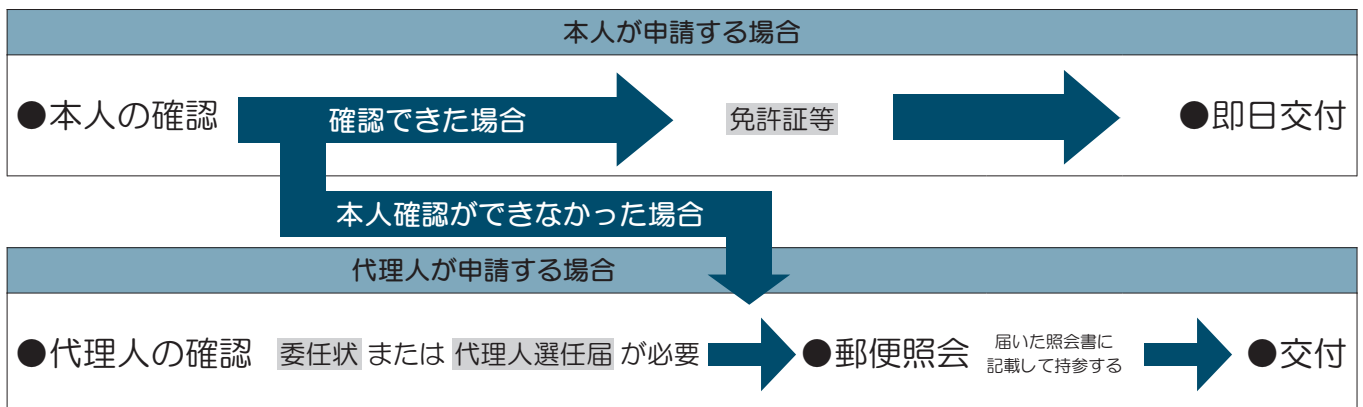 本人が申請する場合
●本人の確認 確認できた場合 免許証等 ●即日交付
本人確認ができなかった場合
代理人が申請する場合
●代理人の確認 委任状 または 代理人選任届 が必要 ●郵便照会 届いた照会書に
記載して持参する ●交付